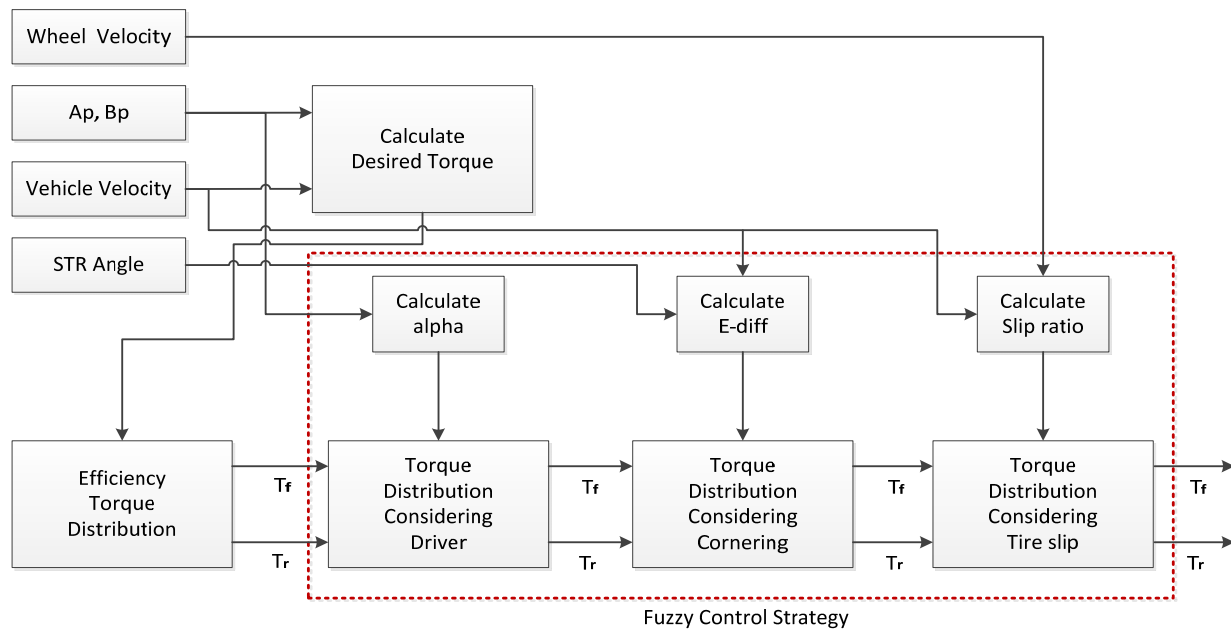 Wheel Velocity
Ap, Bp
Calculate
Desired Torque
Vehicle Velocity
STR Angle
Calculate
alpha
Calculate
E-diff
Calculate
Slip ratio
Efficiency
Torque
Distribution
Tf
Tr
Torque
Distribution
Considering
Driver
Tf
Tr
Torque
Distribution
Considering
Cornering
Tf
Tr
Torque
Distribution
Considering
Tire slip
Tf
Tr
Fuzzy Control Strategy